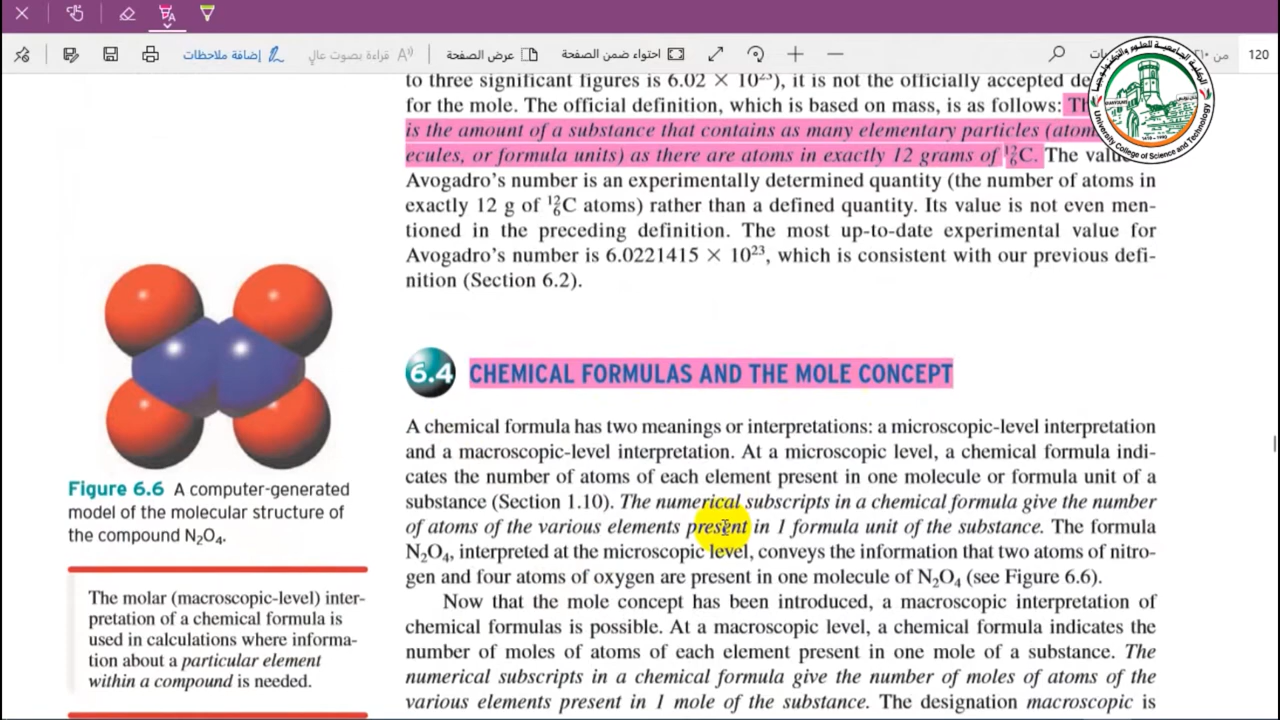 إضافة ملاحظات
قراءة بصوت عالٍ
عرض الصفحة
احتواء ضمن الصفحة
من
120
to three significant figures is 6.02 × 10²³), it is not the officially accepted de
for the mole. The official definition, which is based on mass, is as follows:
is the amount of a substance that contains as many elementary particles (atom
ecules, or formula units) as there are atoms in exactly 12 grams of ¹²₆C. The value
Avogadro’s number is an experimentally determined quantity (the number of atoms in
exactly 12 g of ¹²₆C atoms) rather than a defined quantity. Its value is not even men-
tioned in the preceding definition. The most up-to-date experimental value for
Avogadro’s number is 6.0221415 × 10²³, which is consistent with our previous defi-
nition (Section 6.2).
6.4 CHEMICAL FORMULAS AND THE MOLE CONCEPT
A chemical formula has two meanings or interpretations: a microscopic-level interpretation
and a macroscopic-level interpretation. At a microscopic level, a chemical formula indi-
cates the number of atoms of each element present in one molecule or formula unit of a
substance (Section 1.10). The numerical subscripts in a chemical formula give the number
of atoms of the various elements present in 1 formula unit of the substance. The formula
N₂O₄, interpreted at the microscopic level, conveys the information that two atoms of nitro-
gen and four atoms of oxygen are present in one molecule of N₂O₄ (see Figure 6.6).
Now that the mole concept has been introduced, a macroscopic interpretation of
chemical formulas is possible. At a macroscopic level, a chemical formula indicates the
number of moles of atoms of each element present in one mole of a substance. The
numerical subscripts in a chemical formula give the number of moles of atoms of the
various elements present in 1 mole of the substance. The designation macroscopic is
Figure 6.6 A computer-generated
model of the molecular structure of
the compound N₂O₄.
The molar (macroscopic-level) inter-
pretation of a chemical formula is
used in calculations where informa-
tion about a particular element
within a compound is needed.
University College of Science and Technology